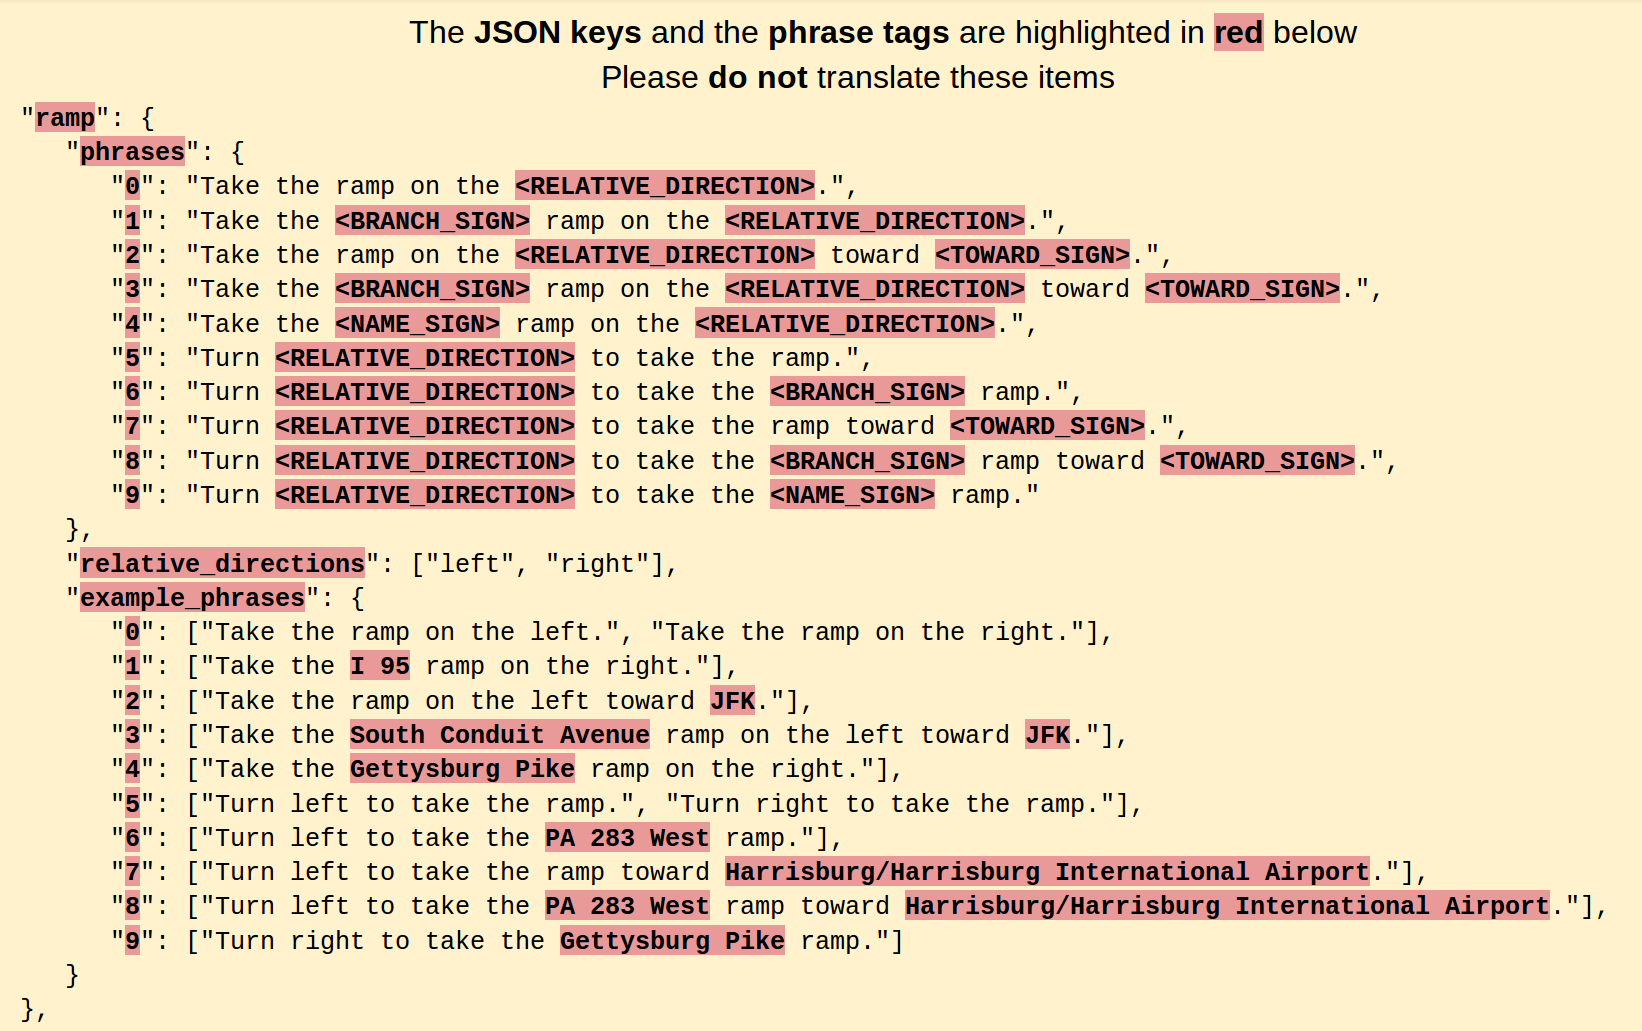 The JSON keys and the phrase tags are highlighted in red below
Please do not translate these items
"ramp": {
   "phrases": {
      "0": "Take the ramp on the <RELATIVE_DIRECTION>.",
      "1": "Take the <BRANCH_SIGN> ramp on the <RELATIVE_DIRECTION>.",
      "2": "Take the ramp on the <RELATIVE_DIRECTION> toward <TOWARD_SIGN>.",
      "3": "Take the <BRANCH_SIGN> ramp on the <RELATIVE_DIRECTION> toward <TOWARD_SIGN>.",
      "4": "Take the <NAME_SIGN> ramp on the <RELATIVE_DIRECTION>.",
      "5": "Turn <RELATIVE_DIRECTION> to take the ramp.",
      "6": "Turn <RELATIVE_DIRECTION> to take the <BRANCH_SIGN> ramp.",
      "7": "Turn <RELATIVE_DIRECTION> to take the ramp toward <TOWARD_SIGN>.",
      "8": "Turn <RELATIVE_DIRECTION> to take the <BRANCH_SIGN> ramp toward <TOWARD_SIGN>.",
      "9": "Turn <RELATIVE_DIRECTION> to take the <NAME_SIGN> ramp."
   },
   "relative_directions": ["left", "right"],
   "example_phrases": {
      "0": ["Take the ramp on the left.", "Take the ramp on the right."],
      "1": ["Take the I 95 ramp on the right."],
      "2": ["Take the ramp on the left toward JFK."],
      "3": ["Take the South Conduit Avenue ramp on the left toward JFK."],
      "4": ["Take the Gettysburg Pike ramp on the right."],
      "5": ["Turn left to take the ramp.", "Turn right to take the ramp."],
      "6": ["Turn left to take the PA 283 West ramp."],
      "7": ["Turn left to take the ramp toward Harrisburg/Harrisburg International Airport."],
      "8": ["Turn left to take the PA 283 West ramp toward Harrisburg/Harrisburg International Airport."],
      "9": ["Turn right to take the Gettysburg Pike ramp."]
   }
},